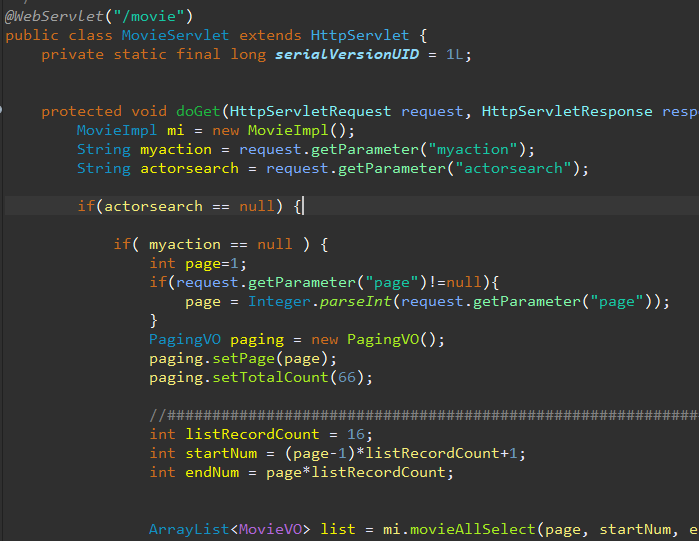 @WebServlet("/movie")
public class MovieServlet extends HttpServlet {
    private static final long serialVersionUID = 1L;
    protected void doGet(HttpServletRequest request, HttpServletResponse resp
        MovieImpl mi = new MovieImpl();
        String myaction = request.getParameter("myaction");
        String actorsearch = request.getParameter("actorsearch");
        if(actorsearch == null) {
            if( myaction == null ) {
                int page=1;
                if(request.getParameter("page")!=null){
                    page = Integer.parseInt(request.getParameter("page"));
                }
                PagingVO paging = new PagingVO();
                paging.setPage(page);
                paging.setTotalCount(66);
                //###########################################################
                int listRecordCount = 16;
                int startNum = (page-1)*listRecordCount+1;
                int endNum = page*listRecordCount;
                ArrayList<MovieVO> list = mi.movieAllSelect(page, startNum, e